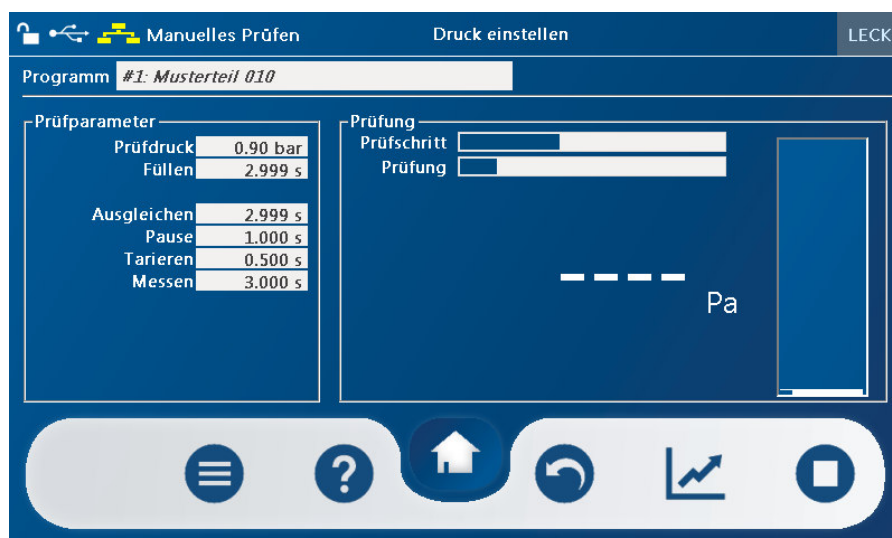 Manuelles Prüfen
Druck einstellen
LECK
Programm #1: Musterteil 010
Prüfparameter
Prüfdruck 0.90 bar
Füllen 2.999 s
Ausgleichen 2.999 s
Pause 1.000 s
Tarieren 0.500 s
Messen 3.000 s
Prüfung
Prüfschritt
Prüfung
---- 
Pa
?